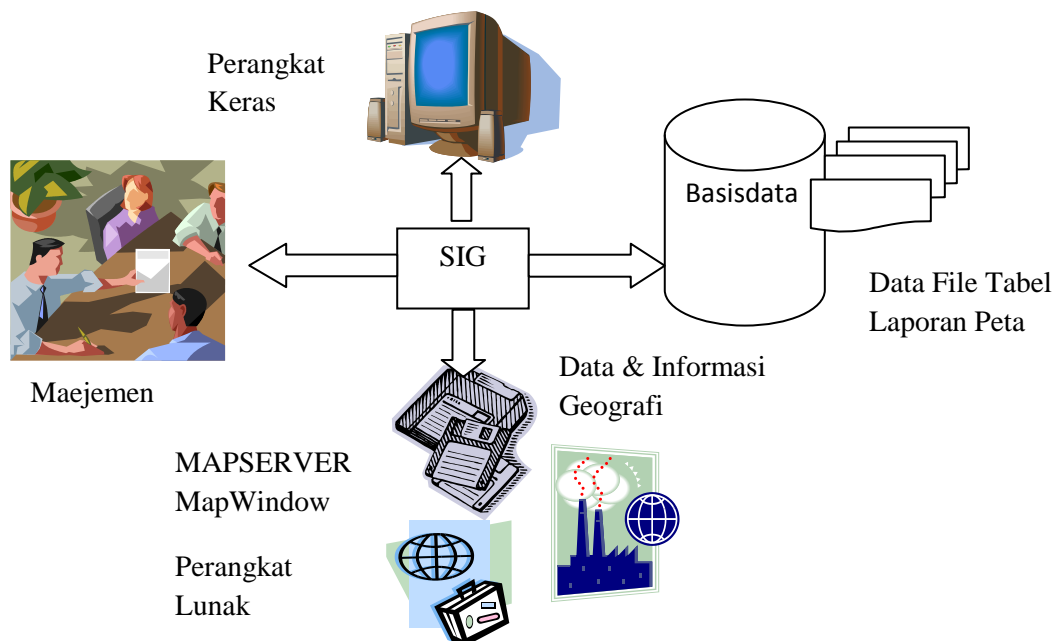 Perangkat
Keras
Basisdata
SIG
Data File Tabel
Laporan Peta
Maejemen
Data & Informasi
Geografi
MAPSERVER
MapWindow
Perangkat
Lunak